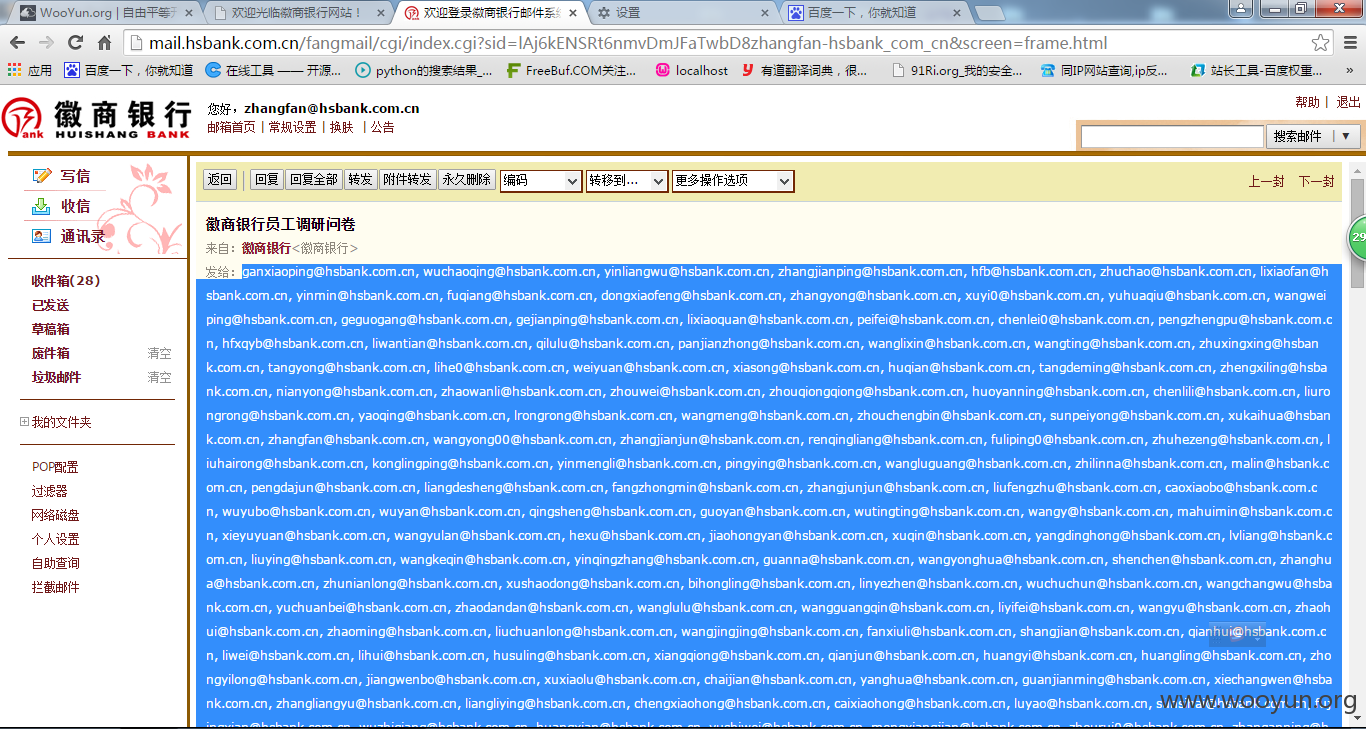 WooYun.org | 自由平等开
欢迎光临徽商银行网站！
欢迎登录徽商银行邮件系统
设置
百度一下，你就知道
mail.hsbank.com.cn/fangmail/cgi/index.cgi?sid=lAj6kENSRt6nmvDmJFaTwbD8zhangfan-hsbank_com_cn&screen=frame.html
应用
百度一下，你就知道
在线工具 —— 开源...
python的搜索结果_...
FreeBuf.COM关注...
localhost
有道翻译词典，很...
91Ri.org_我的安全...
同IP网站查询,ip反...
站长工具-百度权重...
»
徽商银行
HUISHANG BANK
您好，zhangfan@hsbank.com.cn
邮箱首页 | 常规设置 | 换肤 | 公告
帮助 | 退出
搜索邮件
写信
收信
通讯录
收件箱(28)
已发送
草稿箱
废件箱 清空
垃圾邮件 清空
我的文件夹
POP配置
过滤器
网络磁盘
个人设置
自助查询
拦截邮件
返回 | 回复 回复全部 转发 附件转发 永久删除 编码 转移到... 更多操作选项 上一封 下一封
徽商银行员工调研问卷
来自：徽商银行<徽商银行>
发给：ganxiaoping@hsbank.com.cn, wuchaoqing@hsbank.com.cn, yinliangwu@hsbank.com.cn, zhangjianping@hsbank.com.cn, hfb@hsbank.com.cn, zhuchao@hsbank.com.cn, lixiaofan@h
sbank.com.cn, yinmin@hsbank.com.cn, fuqiang@hsbank.com.cn, dongxiaofeng@hsbank.com.cn, zhangyong@hsbank.com.cn, xuyi0@hsbank.com.cn, yuhuaqiu@hsbank.com.cn, wangwei
ping@hsbank.com.cn, geguogang@hsbank.com.cn, gejianping@hsbank.com.cn, lixiaoquan@hsbank.com.cn, peifei@hsbank.com.cn, chenlei0@hsbank.com.cn, pengzhengpu@hsbank.com.c
n, hfxqyb@hsbank.com.cn, liwantian@hsbank.com.cn, qilulu@hsbank.com.cn, panjianzhong@hsbank.com.cn, wanglixin@hsbank.com.cn, wangting@hsbank.com.cn, zhuxingxing@hsban
k.com.cn, tangyong@hsbank.com.cn, lihe0@hsbank.com.cn, weiyuan@hsbank.com.cn, xiasong@hsbank.com.cn, huqian@hsbank.com.cn, tangdeming@hsbank.com.cn, zhengxiling@hsba
nk.com.cn, nianyong@hsbank.com.cn, zhaowanli@hsbank.com.cn, zhouwei@hsbank.com.cn, zhouqiongqiong@hsbank.com.cn, huoyanning@hsbank.com.cn, chenlili@hsbank.com.cn, liuro
ngrong@hsbank.com.cn, yaoqing@hsbank.com.cn, lrongrong@hsbank.com.cn, wangmeng@hsbank.com.cn, zhouchengbin@hsbank.com.cn, sunpeiyong@hsbank.com.cn, xukaihua@hsban
k.com.cn, zhangfan@hsbank.com.cn, wangyong00@hsbank.com.cn, zhangjianjun@hsbank.com.cn, renqingliang@hsbank.com.cn, fuliping0@hsbank.com.cn, zhuhezeng@hsbank.com.cn, l
iuhairong@hsbank.com.cn, konglingping@hsbank.com.cn, yinmengli@hsbank.com.cn, pingying@hsbank.com.cn, wangluguang@hsbank.com.cn, zhilinna@hsbank.com.cn, malin@hsbank.c
om.cn, pengdajun@hsbank.com.cn, liangdesheng@hsbank.com.cn, fangzhongmin@hsbank.com.cn, zhangjunjun@hsbank.com.cn, liufengzhu@hsbank.com.cn, caoxiaobo@hsbank.com.c
n, wuyubo@hsbank.com.cn, wuyan@hsbank.com.cn, qingsheng@hsbank.com.cn, guoyan@hsbank.com.cn, wutingting@hsbank.com.cn, wangy@hsbank.com.cn, mahuimin@hsbank.com.c
n, xieyuyuan@hsbank.com.cn, wangyulan@hsbank.com.cn, hexu@hsbank.com.cn, jiaohongyan@hsbank.com.cn, xuqin@hsbank.com.cn, yangdinghong@hsbank.com.cn, lvliang@hsbank.c
om.cn, liuying@hsbank.com.cn, wangkeqin@hsbank.com.cn, yinqingzhang@hsbank.com.cn, guanna@hsbank.com.cn, wangyonghua@hsbank.com.cn, shenchen@hsbank.com.cn, zhanghu
a@hsbank.com.cn, zhunianlong@hsbank.com.cn, xushaodong@hsbank.com.cn, bihongling@hsbank.com.cn, linyezhen@hsbank.com.cn, wuchuchun@hsbank.com.cn, wangchangwu@hsba
nk.com.cn, yuchuanbei@hsbank.com.cn, zhaodandan@hsbank.com.cn, wanglulu@hsbank.com.cn, wangguangqin@hsbank.com.cn, liyifei@hsbank.com.cn, wangyu@hsbank.com.cn, zhaoh
ui@hsbank.com.cn, zhaoming@hsbank.com.cn, liuchuanlong@hsbank.com.cn, wangjingjing@hsbank.com.cn, fanxiuli@hsbank.com.cn, shangjian@hsbank.com.cn, qianhui@hsbank.com.c
n, liwei@hsbank.com.cn, lihui@hsbank.com.cn, husuling@hsbank.com.cn, xiangqiong@hsbank.com.cn, qianjun@hsbank.com.cn, huangyi@hsbank.com.cn, huangling@hsbank.com.cn, zho
ngyilong@hsbank.com.cn, jiangwenbo@hsbank.com.cn, xuxiaolu@hsbank.com.cn, chaijian@hsbank.com.cn, yanghua@hsbank.com.cn, guanjianming@hsbank.com.cn, xiechangwen@hsban
k.com.cn, zhangliangyu@hsbank.com.cn, liangliying@hsbank.com.cn, chengxiaohong@hsbank.com.cn, caixiaohong@hsbank.com.cn, luyao@hsbank.com.cn,
www.wooyun.org
29